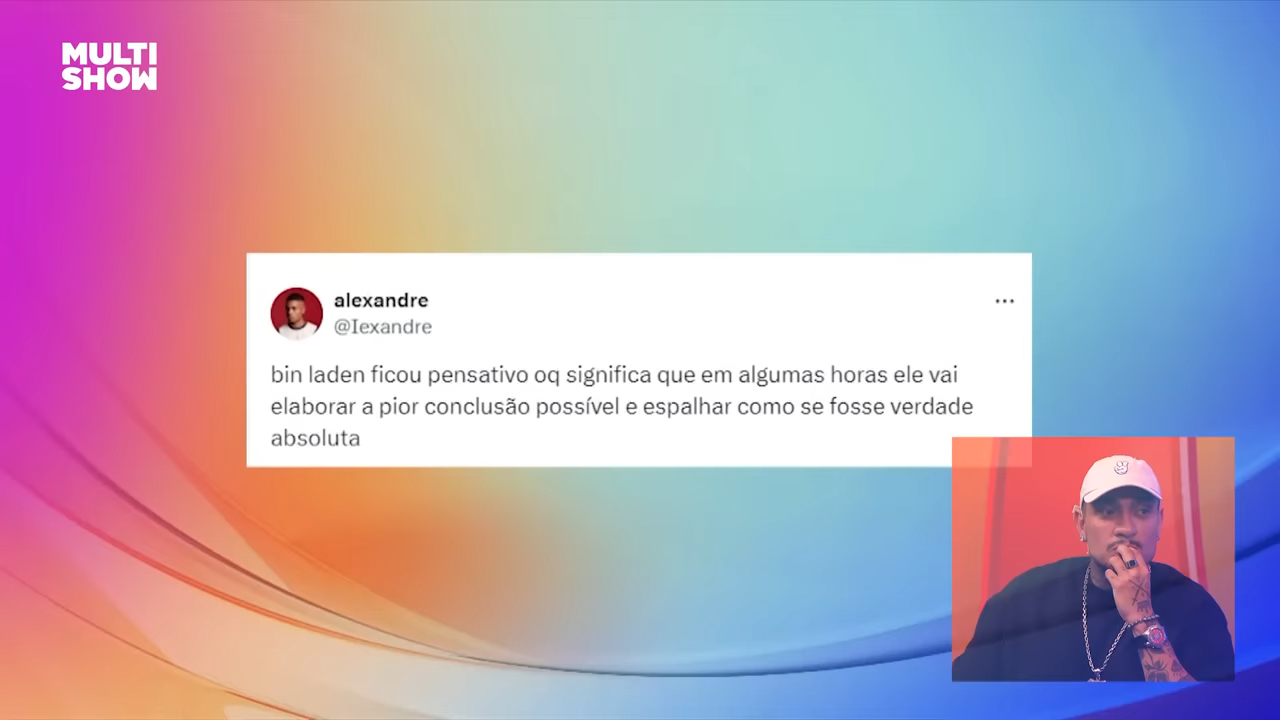 MULTI
SHOW
alexandre
@Iexandre
bin laden ficou pensativo oq significa que em algumas horas ele vai
elaborar a pior conclusão possível e espalhar como se fosse verdade
absoluta